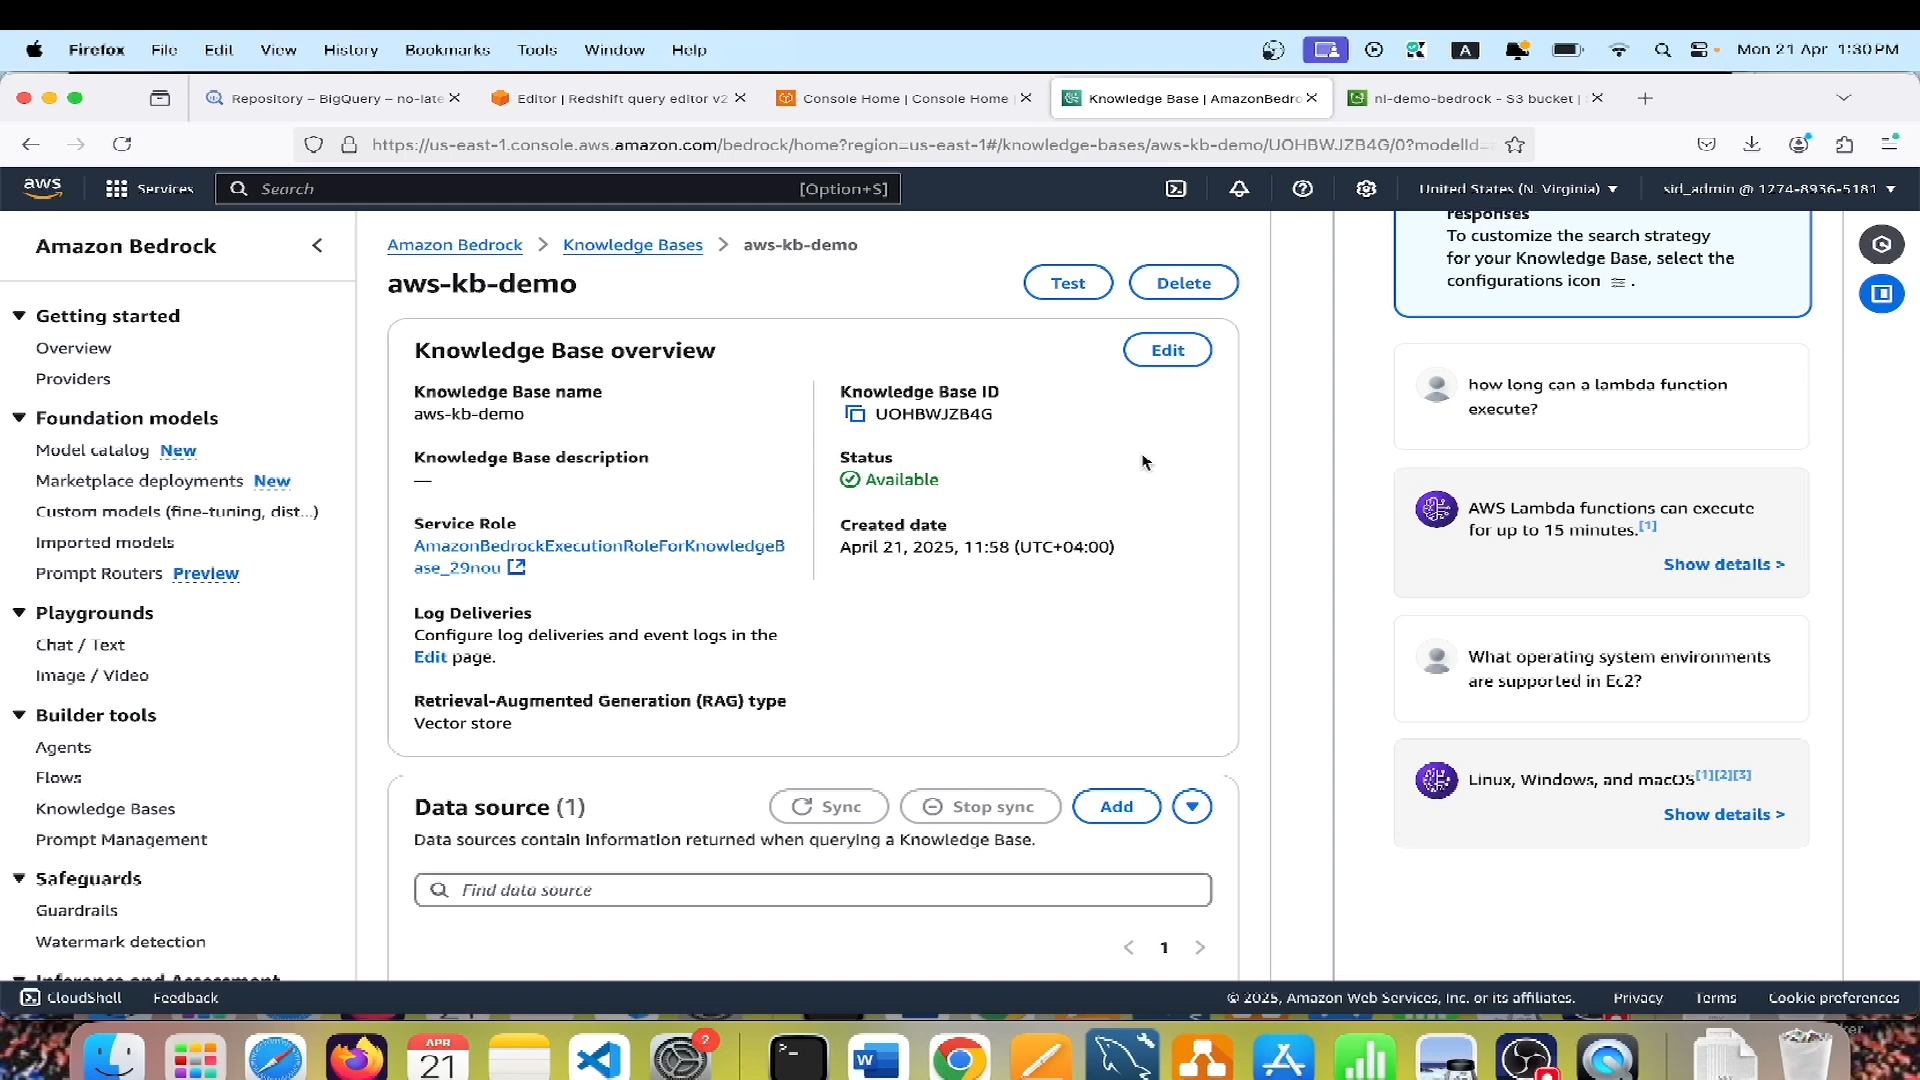 Firefox File Edit View History Bookmarks Tools Window Help
A
Mon 21 Apr 1:30 PM
Repository – BigQuery – no-late
Editor | Redshift query editor v2
Console Home | Console Home
Knowledge Base | AmazonBedro
nl-demo-bedrock - S3 bucket |
https://us-east-1.console.aws.amazon.com/bedrock/home?region=us-east-1#/knowledge-bases/aws-kb-demo/UOHBWJZB4G/0?modelId=
aws
Services
Search [Option+S]
United States (N. Virginia)
sid_admin @ 1274-8936-5181
Amazon Bedrock
Getting started
Overview
Providers
Foundation models
Model catalog New
Marketplace deployments New
Custom models (fine-tuning, dist...)
Imported models
Prompt Routers Preview
Playgrounds
Chat / Text
Image / Video
Builder tools
Agents
Flows
Knowledge Bases
Prompt Management
Safeguards
Guardrails
Watermark detection
Inference and Assessment
Amazon Bedrock
Knowledge Bases
aws-kb-demo
aws-kb-demo
Test
Delete
Knowledge Base overview
Edit
Knowledge Base name
aws-kb-demo
Knowledge Base description
—
Service Role
AmazonBedrockExecutionRoleForKnowledgeB
ase_29nou
Log Deliveries
Configure log deliveries and event logs in the
Edit page.
Retrieval-Augmented Generation (RAG) type
Vector store
Knowledge Base ID
UOHBWJZB4G
Status
Available
Created date
April 21, 2025, 11:58 (UTC+04:00)
Data source (1)
Sync
Stop sync
Add
Data sources contain information returned when querying a Knowledge Base.
Find data source
1
responses
To customize the search strategy
for your Knowledge Base, select the
configurations icon .
how long can a lambda function
execute?
AWS Lambda functions can execute
for up to 15 minutes.[1]
Show details >
What operating system environments
are supported in Ec2?
Linux, Windows, and macOS[1][2][3]
Show details >
CloudShell
Feedback
© 2025, Amazon Web Services, Inc. or its affiliates.
Privacy
Terms
Cookie preferences
APR
21
2
W